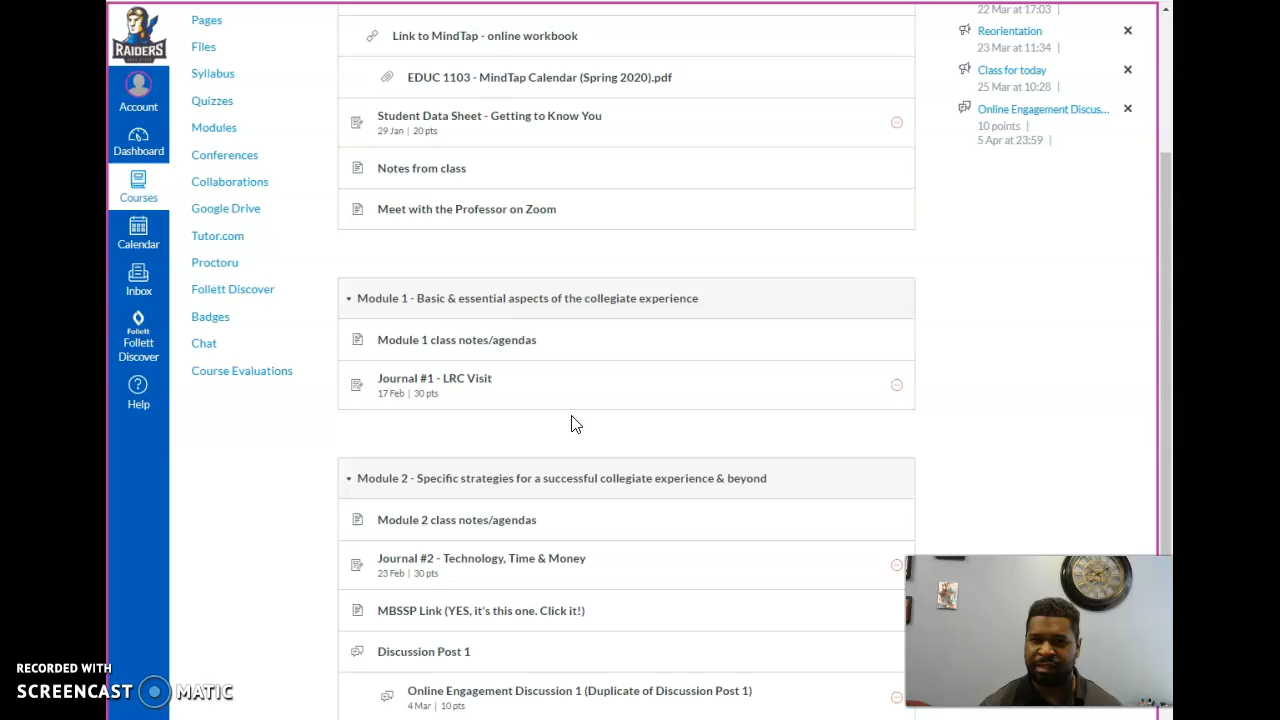 RAIDERS
Account
Dashboard
Courses
Calendar
Inbox
Follett
Follett
Discover
Help
Pages
Files
Syllabus
Quizzes
Modules
Conferences
Collaborations
Google Drive
Tutor.com
Proctoru
Follett Discover
Badges
Chat
Course Evaluations
Link to MindTap - online workbook
EDUC 1103 - MindTap Calendar (Spring 2020).pdf
Student Data Sheet - Getting to Know You
29 Jan | 20 pts
Notes from class
Meet with the Professor on Zoom
Module 1 - Basic & essential aspects of the collegiate experience
Module 1 class notes/agendas
Journal #1 - LRC Visit
17 Feb | 30 pts
Module 2 - Specific strategies for a successful collegiate experience & beyond
Module 2 class notes/agendas
Journal #2 - Technology, Time & Money
23 Feb | 30 pts
MBSSP Link (YES, it's this one. Click it!)
Discussion Post 1
Online Engagement Discussion 1 (Duplicate of Discussion Post 1)
4 Mar | 10 pts
22 Mar at 17:03 |
Reorientation
23 Mar at 11:34 |
Class for today
25 Mar at 10:28 |
Online Engagement Discus...
10 points |
5 Apr at 23:59 |
RECORDED WITH
SCREENCAST MATIC